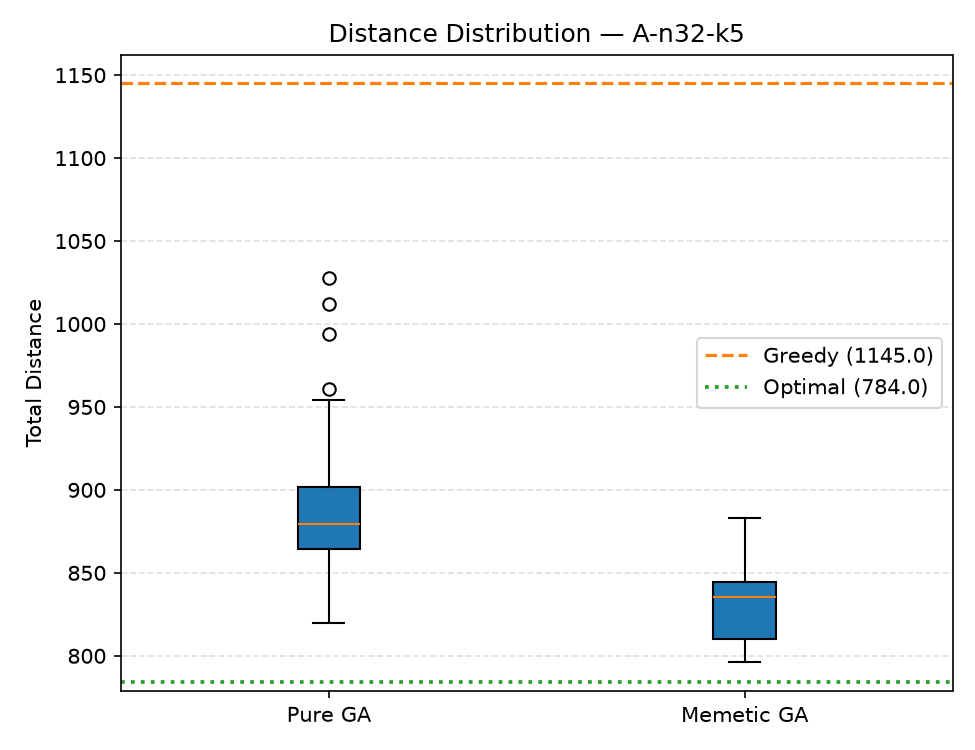 Distance Distribution — A-n32-k5
Total Distance
1150
1100
1050
1000
950
900
850
800
Greedy (1145.0)
Optimal (784.0)
Pure GA
Memetic GA